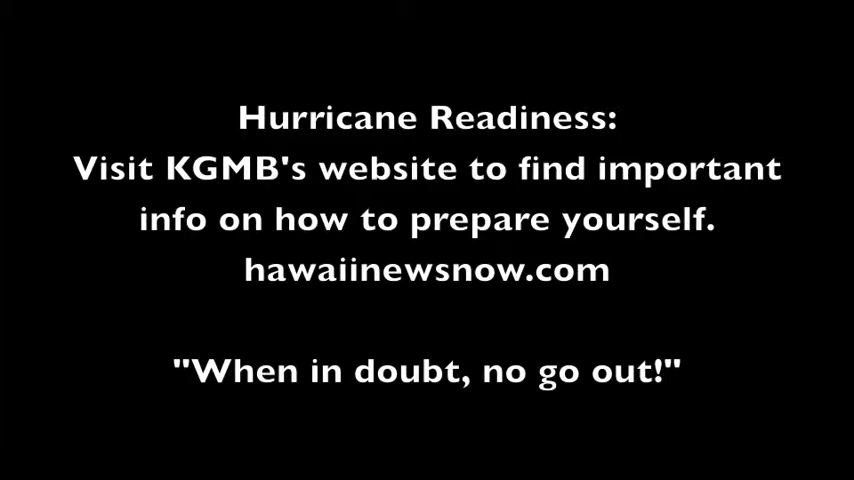 Hurricane Readiness:
Visit KGMB's website to find important
info on how to prepare yourself.
hawaiinewsnow.com
"When in doubt, no go out!"